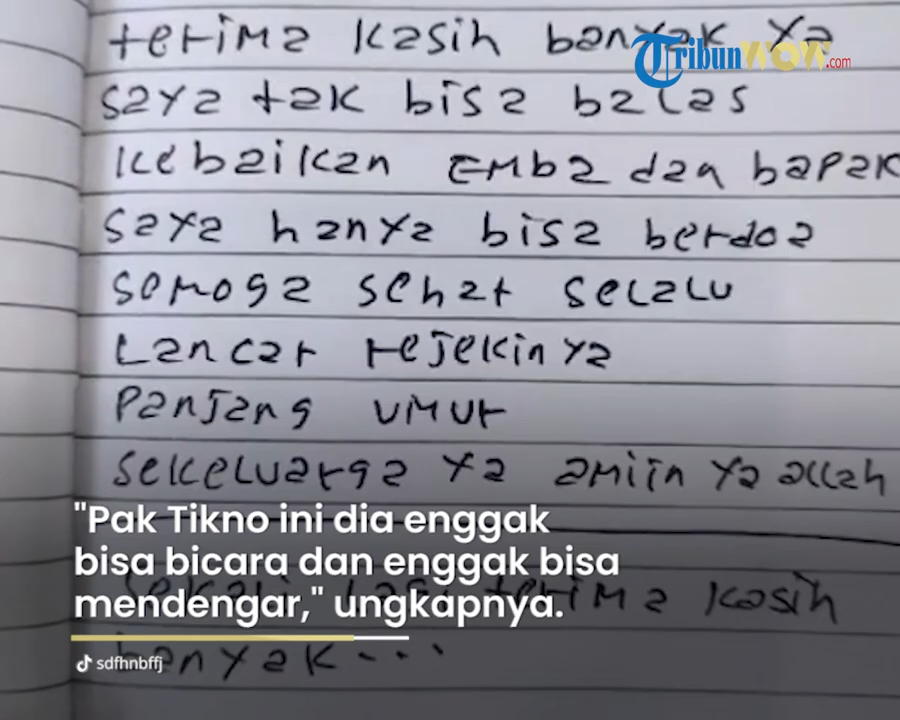 terima kasih banyak ya
TribunWOW.com
saya tak bisa balas
kebaikan Emba dan bapak
saya hanya bisa berdoa
semoga sehat selalu
Lancar rejekinya
Panjang umur
sekeluarga ya amiin ya allah
"Pak Tikno ini dia enggak
bisa bicara dan enggak bisa
mendengar," ungkapnya.
sekali lagi terima kasih
banyak...
sdfhnbffj